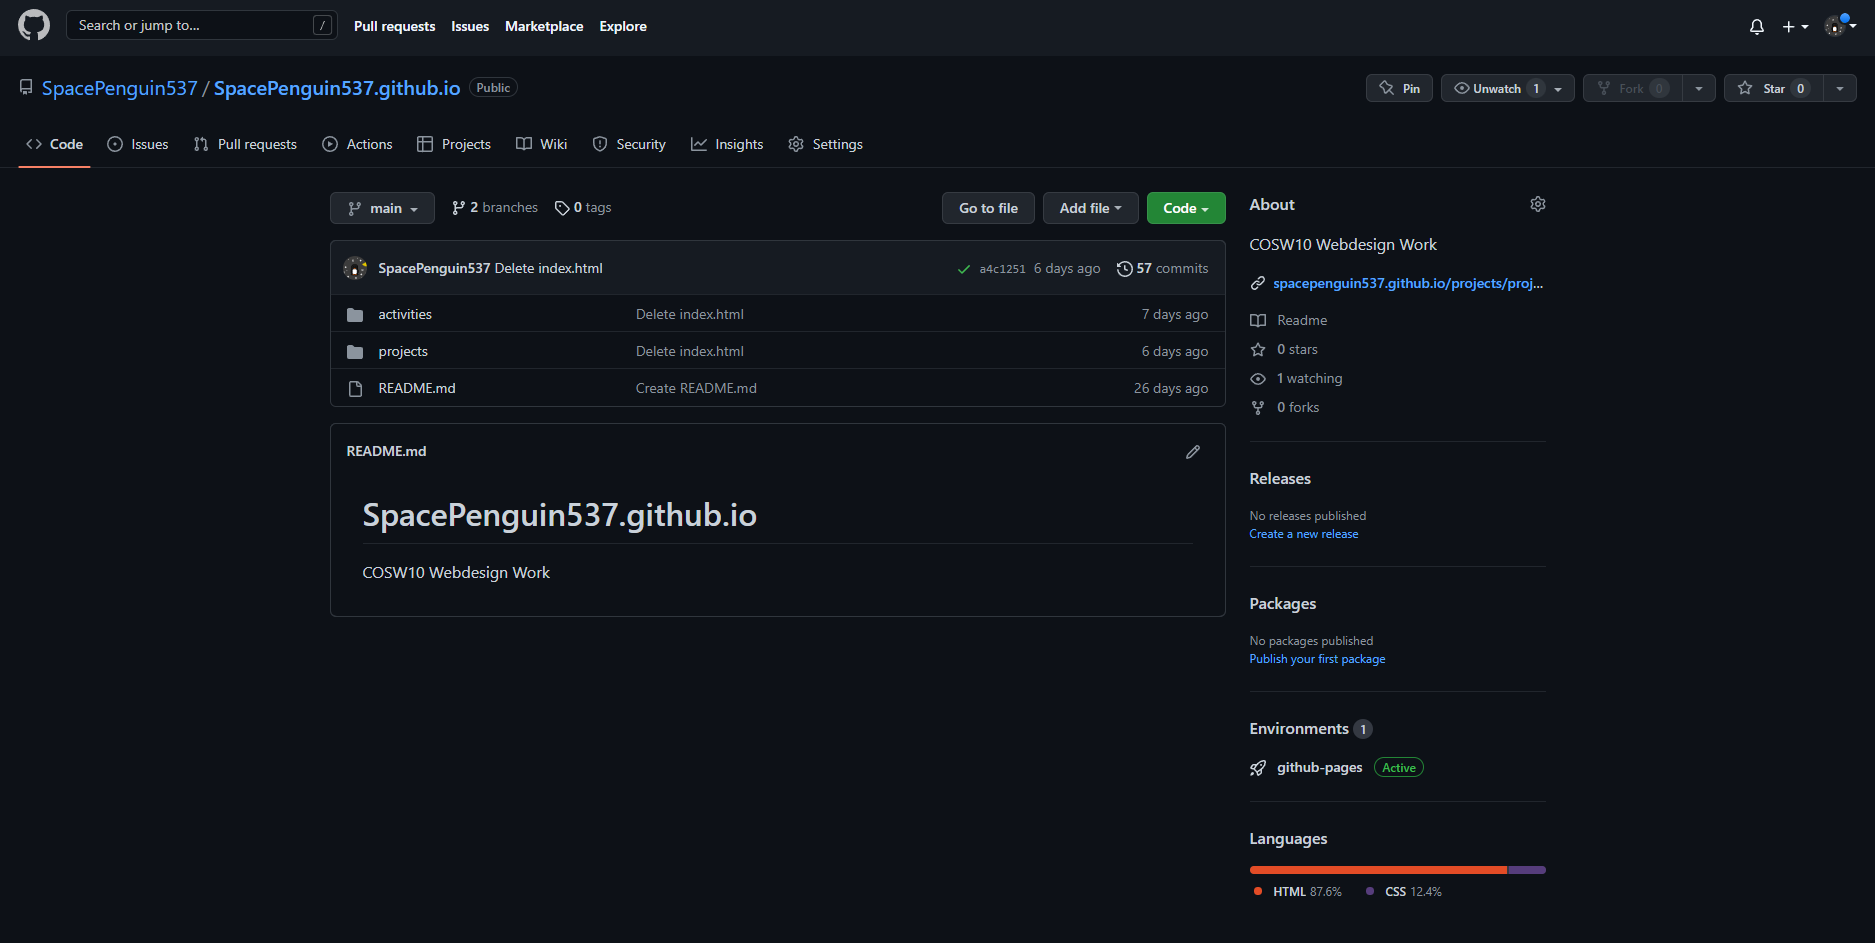 Search or jump to... /
Pull requests Issues Marketplace Explore
SpacePenguin537 / SpacePenguin537.github.io Public
Pin Unwatch 1 Fork 0 Star 0
Code Issues Pull requests Actions Projects Wiki Security Insights Settings
main 2 branches 0 tags Go to file Add file Code
SpacePenguin537 Delete index.html a4c1251 6 days ago 57 commits
activities Delete index.html 7 days ago
projects Delete index.html 6 days ago
README.md Create README.md 26 days ago
README.md
SpacePenguin537.github.io
COSW10 Webdesign Work
About
COSW10 Webdesign Work
spacepenguin537.github.io/projects/proj...
Readme
0 stars
1 watching
0 forks
Releases
No releases published
Create a new release
Packages
No packages published
Publish your first package
Environments 1
github-pages Active
Languages
HTML 87.6% CSS 12.4%